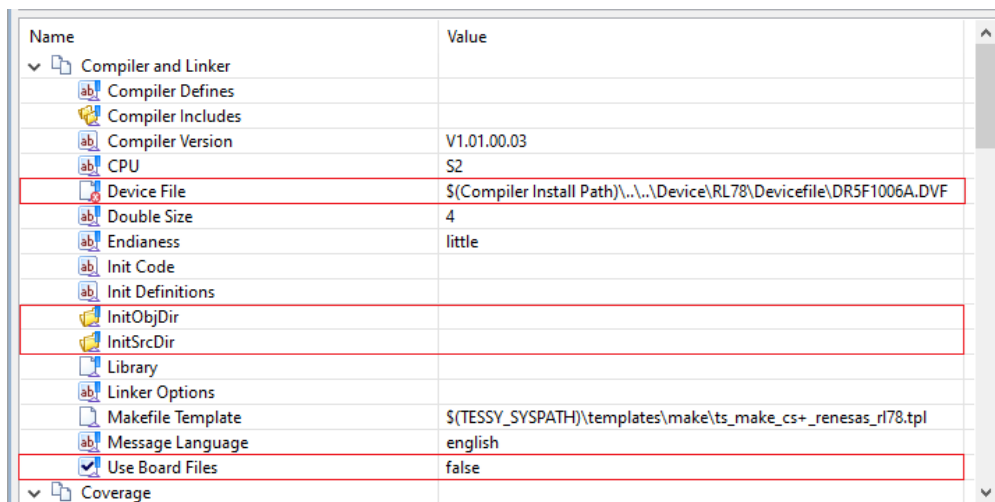 Name Value
Compiler and Linker
Compiler Defines
Compiler Includes
Compiler Version V1.01.00.03
CPU S2
Device File $(Compiler Install Path)\..\..\Device\RL78\Devicefile\DR5F1006A.DVF
Double Size 4
Endianess little
Init Code
Init Definitions
InitObjDir
InitSrcDir
Library
Linker Options
Makefile Template $(TESSY_SYSPATH)\templates\make\ts_make_cs+_renesas_rl78.tpl
Message Language english
Use Board Files false
Coverage